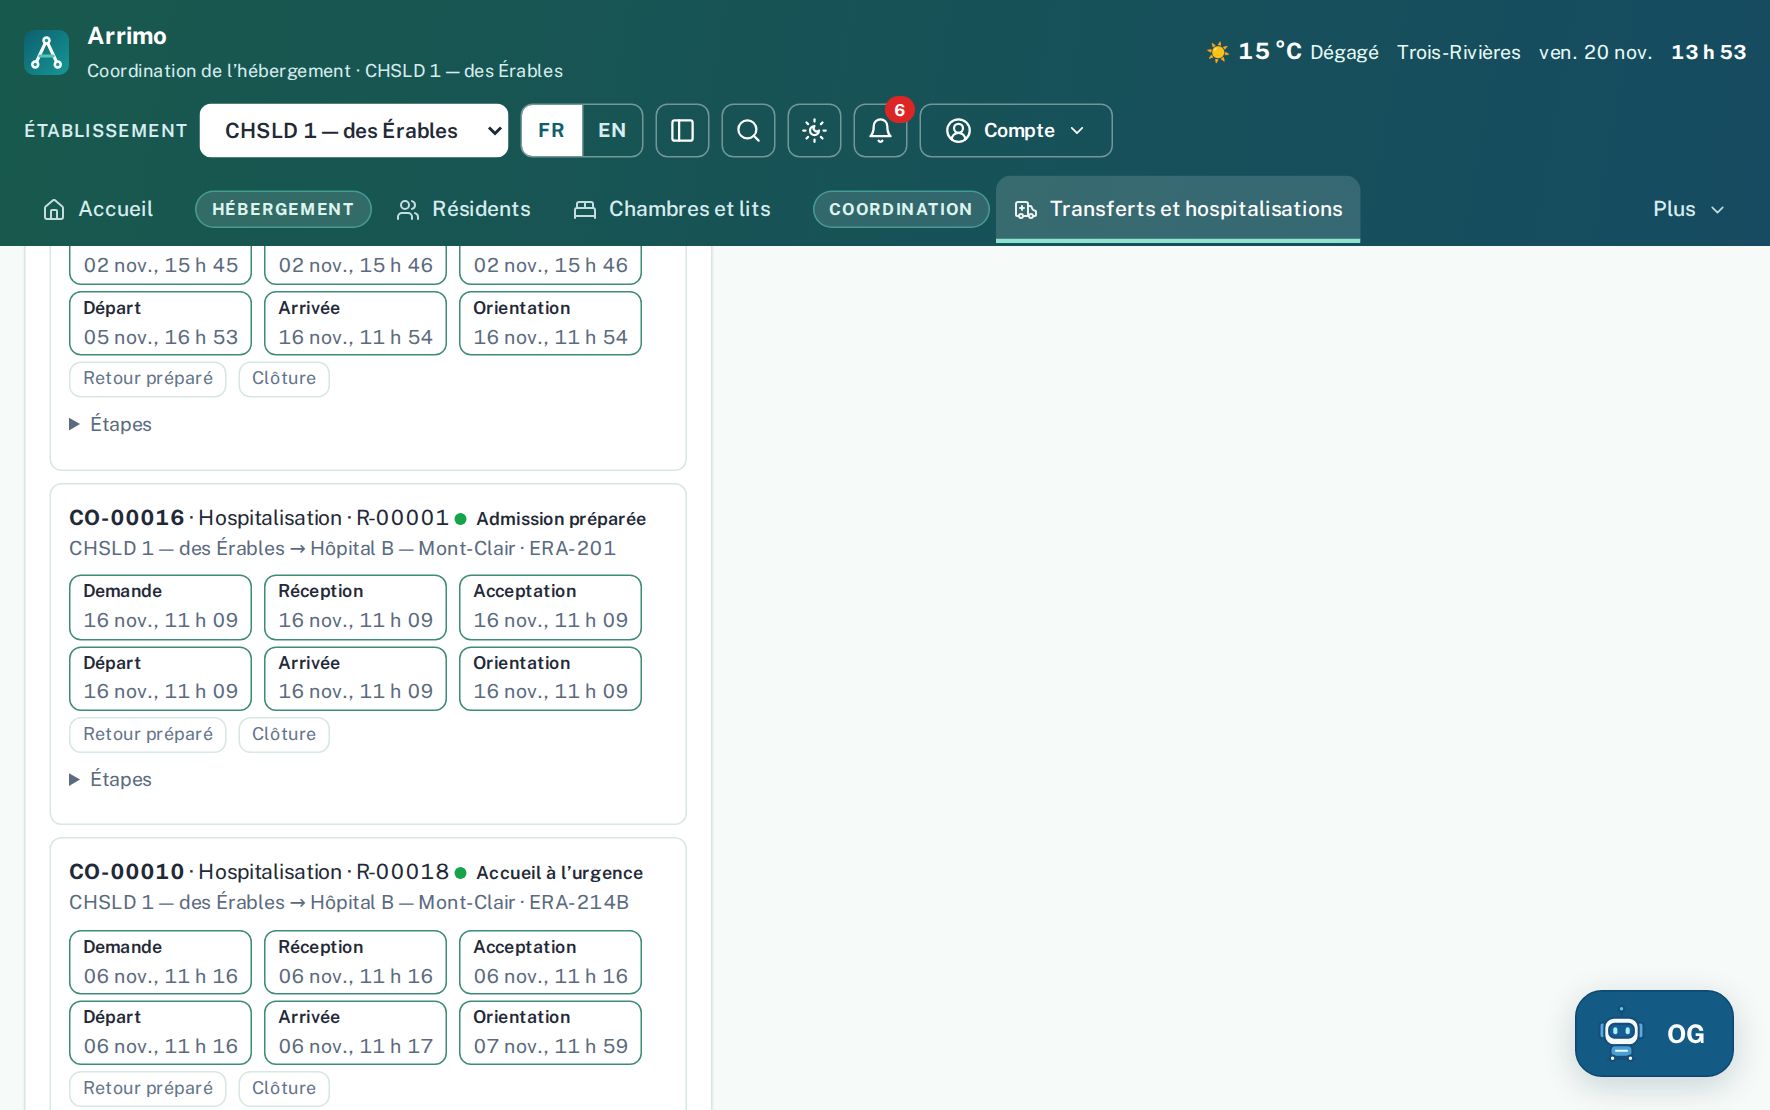 Arrimo
Coordination de l'hébergement · CHSLD 1 — des Érables
☀️ 15 °C Dégagé Trois-Rivières ven. 20 nov. 13 h 53
ÉTABLISSEMENT CHSLD 1 — des Érables FR EN 6 Compte
Accueil HÉBERGEMENT Résidents Chambres et lits COORDINATION Transferts et hospitalisations Plus
02 nov., 15 h 45 02 nov., 15 h 46 02 nov., 15 h 46
Départ Arrivée Orientation
05 nov., 16 h 53 16 nov., 11 h 54 16 nov., 11 h 54
Retour préparé Clôture
▶ Étapes
CO-00016 · Hospitalisation · R-00001 ● Admission préparée
CHSLD 1 — des Érables → Hôpital B — Mont-Clair · ERA-201
Demande Réception Acceptation
16 nov., 11 h 09 16 nov., 11 h 09 16 nov., 11 h 09
Départ Arrivée Orientation
16 nov., 11 h 09 16 nov., 11 h 09 16 nov., 11 h 09
Retour préparé Clôture
▶ Étapes
CO-00010 · Hospitalisation · R-00018 ● Accueil à l'urgence
CHSLD 1 — des Érables → Hôpital B — Mont-Clair · ERA-214B
Demande Réception Acceptation
06 nov., 11 h 16 06 nov., 11 h 16 06 nov., 11 h 16
Départ Arrivée Orientation
06 nov., 11 h 16 06 nov., 11 h 17 07 nov., 11 h 59
Retour préparé Clôture
OG